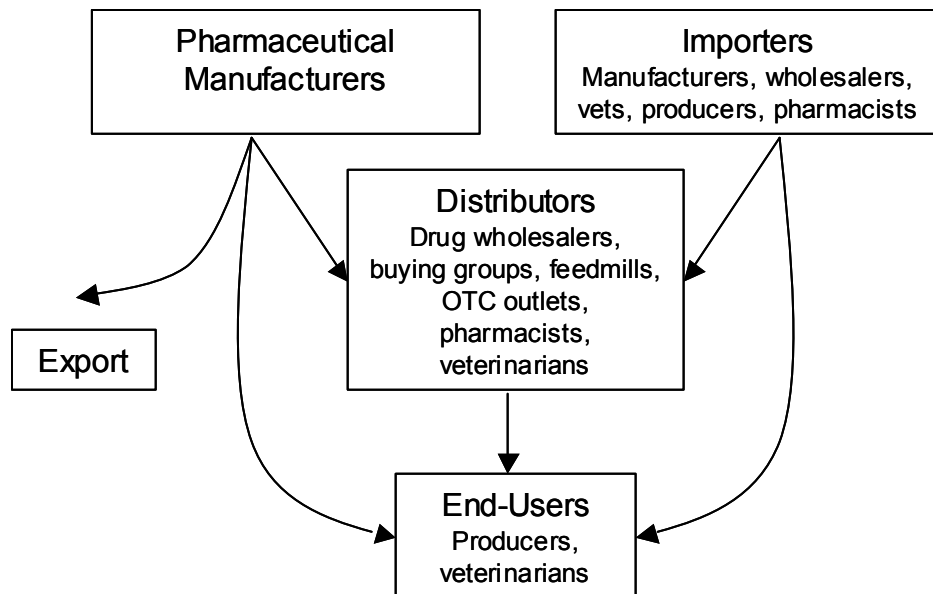 Pharmaceutical
Manufacturers
Importers
Manufacturers, wholesalers,
vets, producers, pharmacists
Distributors
Drug wholesalers,
buying groups, feedmills,
OTC outlets,
pharmacists,
veterinarians
Export
End-Users
Producers,
veterinarians